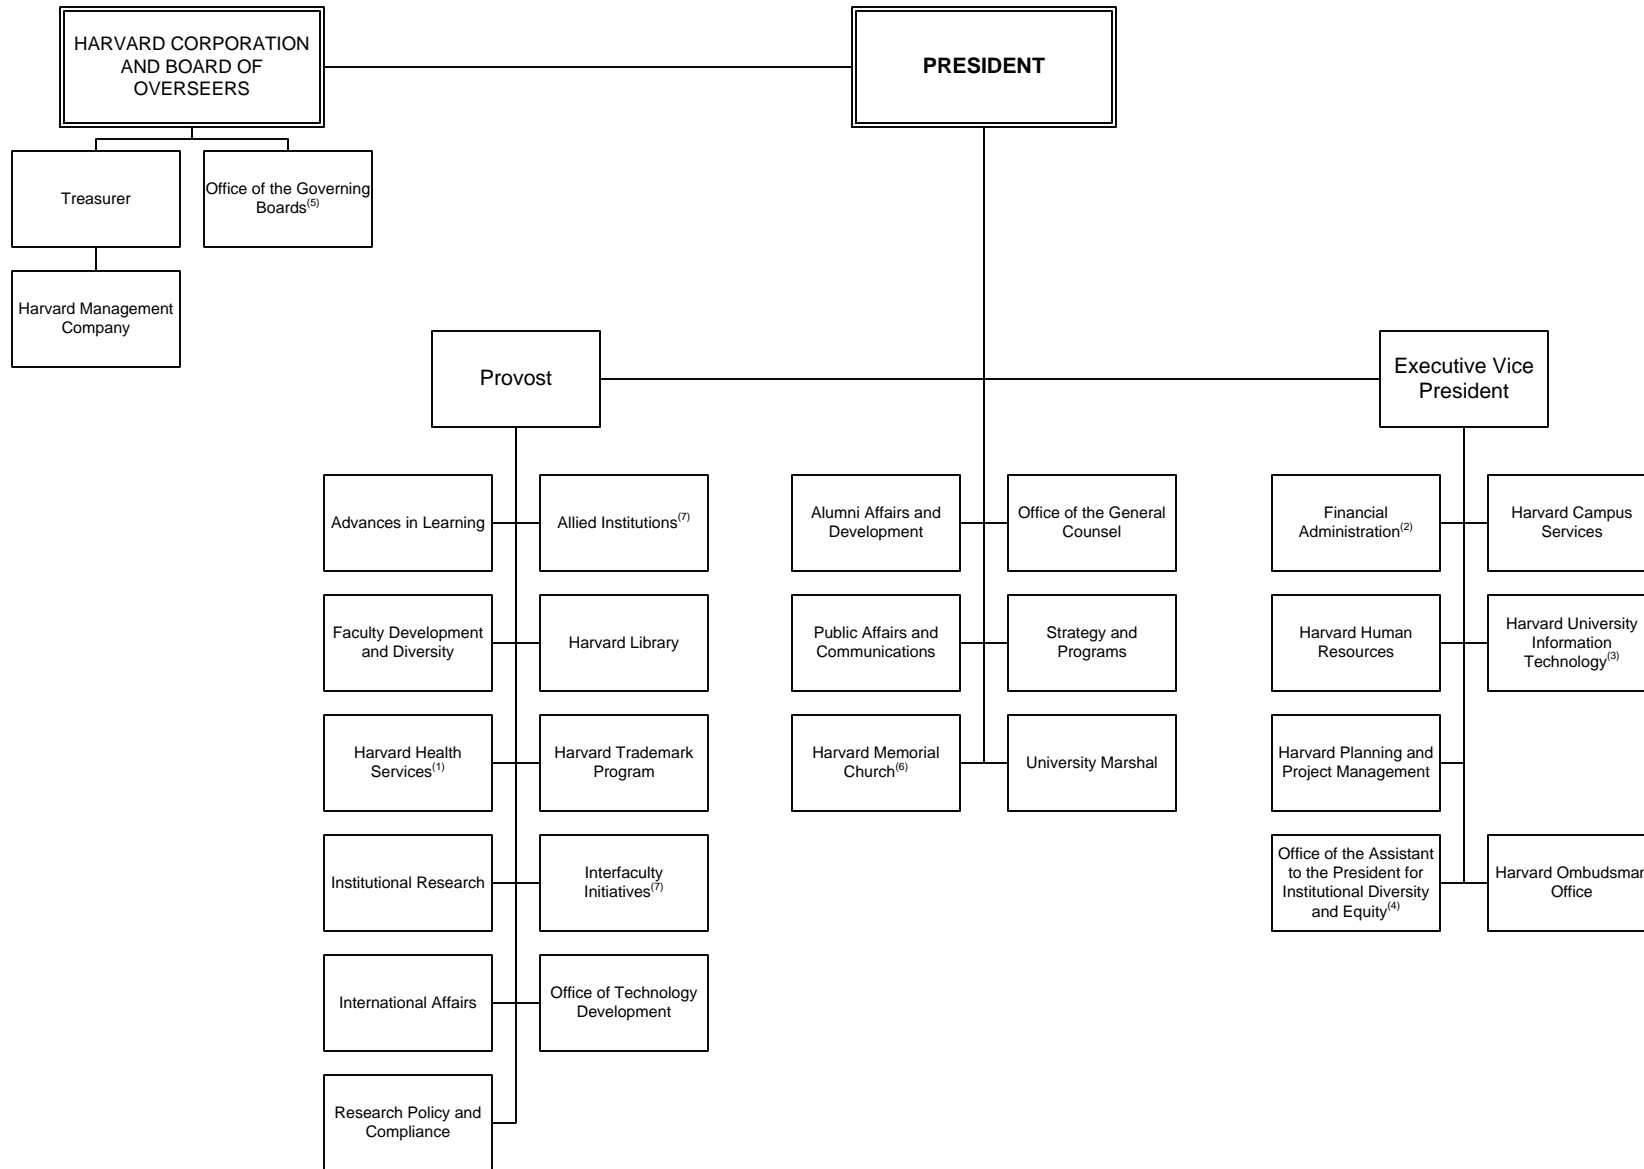 HARVARD CORPORATION
AND BOARD OF
OVERSEERS
PRESIDENT
Treasurer
Office of the Governing
Boards(5)
Harvard Management
Company
Provost
Executive Vice
President
Advances in Learning
Allied Institutions(7)
Alumni Affairs and
Development
Office of the General
Counsel
Financial
Administration(2)
Harvard Campus
Services
Faculty Development
and Diversity
Harvard Library
Public Affairs and
Communications
Strategy and
Programs
Harvard Human
Resources
Harvard University
Information
Technology(3)
Harvard Health
Services(1)
Harvard Trademark
Program
Harvard Memorial
Church(6)
University Marshal
Harvard Planning and
Project Management
Institutional Research
Interfaculty
Initiatives(7)
Office of the Assistant
to the President for
Institutional Diversity
and Equity(4)
Harvard Ombudsman
Office
International Affairs
Office of Technology
Development
Research Policy and
Compliance